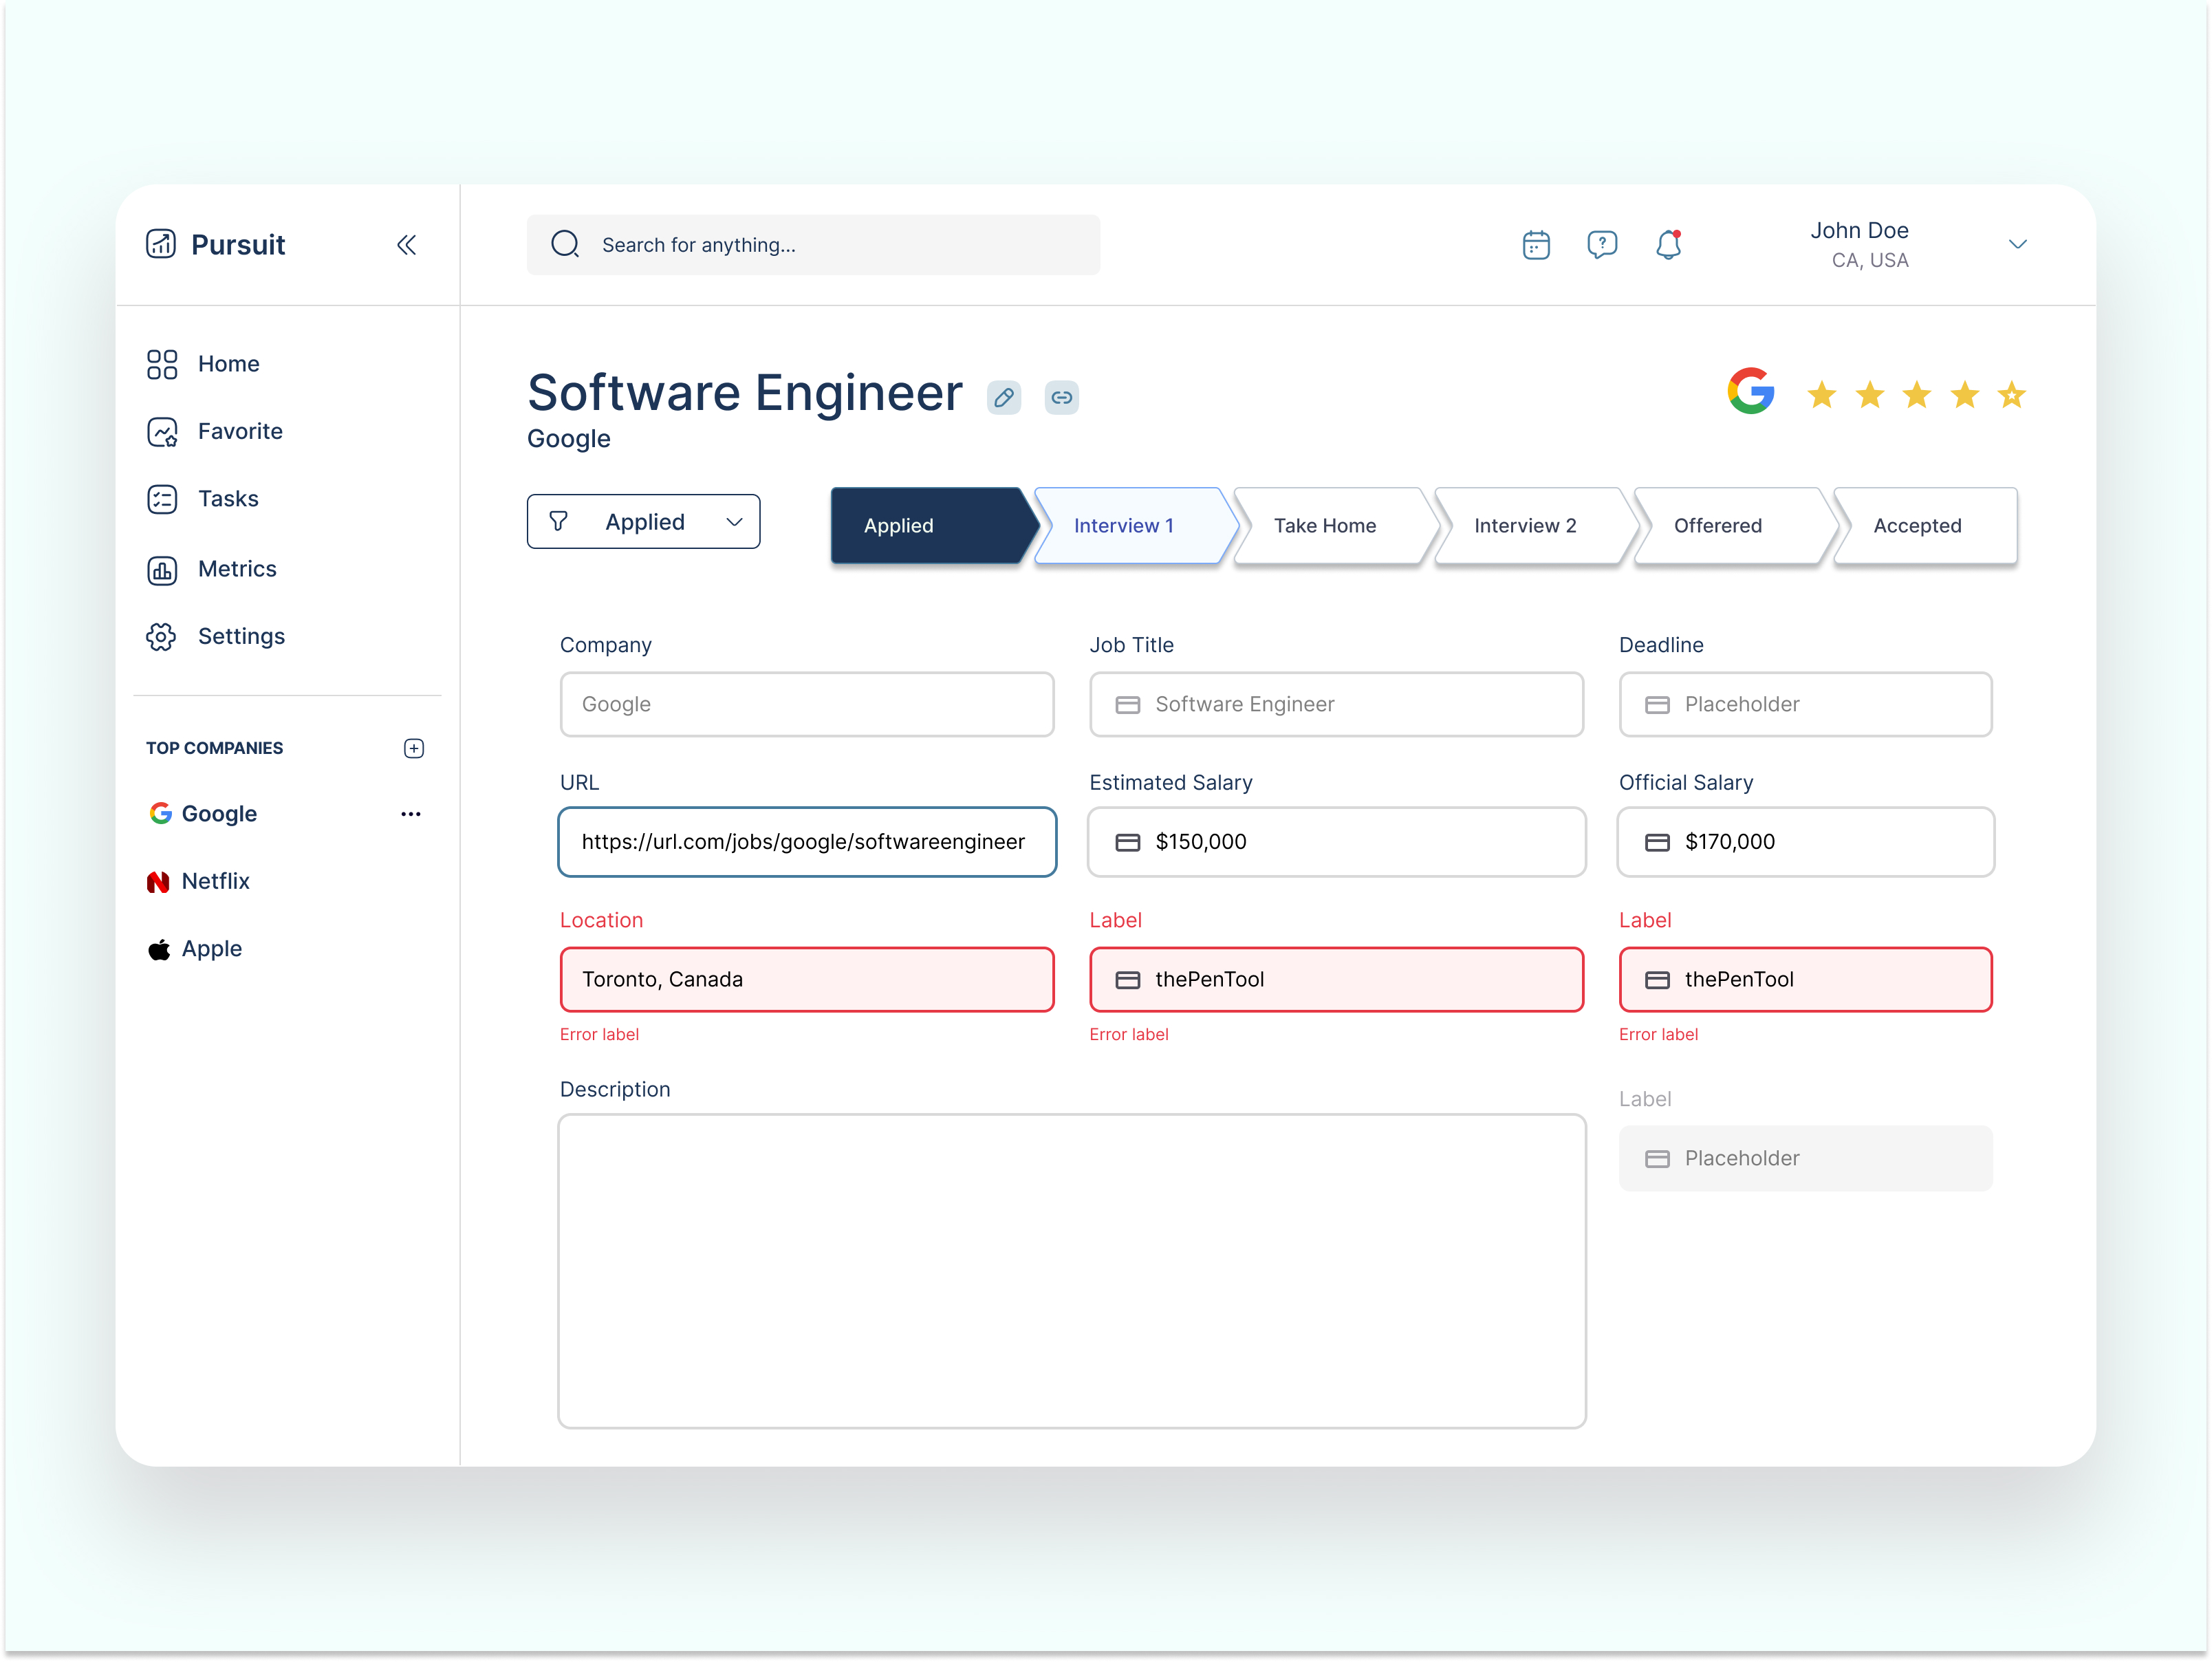 Pursuit
Search for anything...
John Doe
CA, USA
Home
Favorite
Tasks
Metrics
Settings
TOP COMPANIES
Google
Netflix
Apple
Software Engineer
Google
Applied
Applied
Interview 1
Take Home
Interview 2
Offerered
Accepted
Company
Job Title
Deadline
Google
Software Engineer
Placeholder
URL
Estimated Salary
Official Salary
https://url.com/jobs/google/softwareengineer
$150,000
$170,000
Location
Label
Label
Toronto, Canada
thePenTool
thePenTool
Error label
Error label
Error label
Description
Label
Placeholder